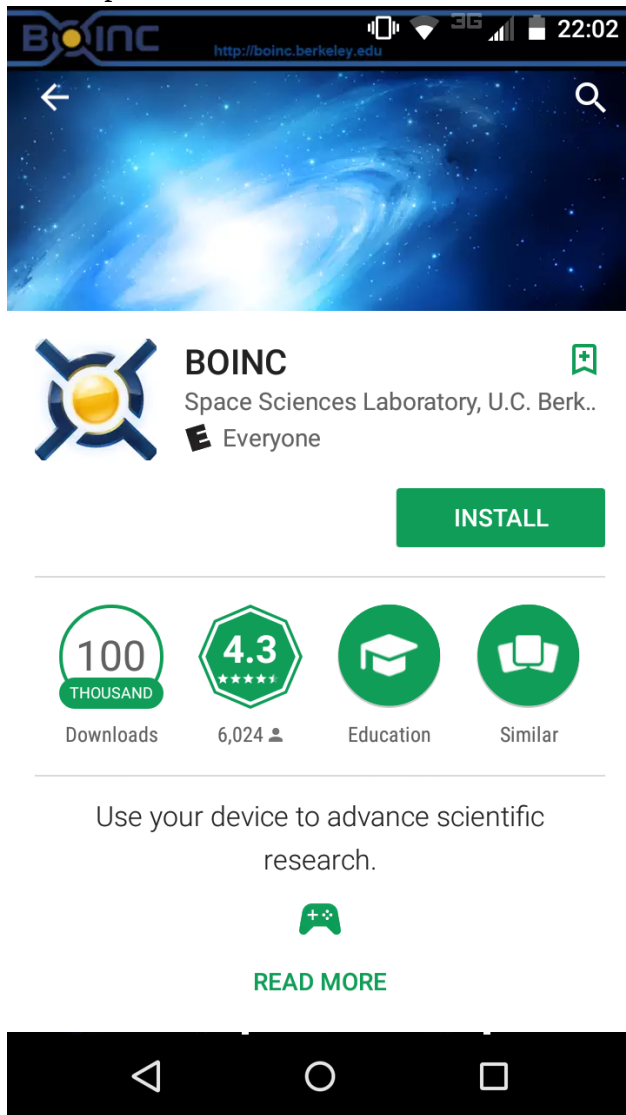 BOINC
http://boinc.berkeley.edu
3G
22:02
BOINC
Space Sciences Laboratory, U.C. Berk..
E Everyone
INSTALL
100
THOUSAND
4.3
Downloads
6,024
Education
Similar
Use your device to advance scientific
research.
READ MORE